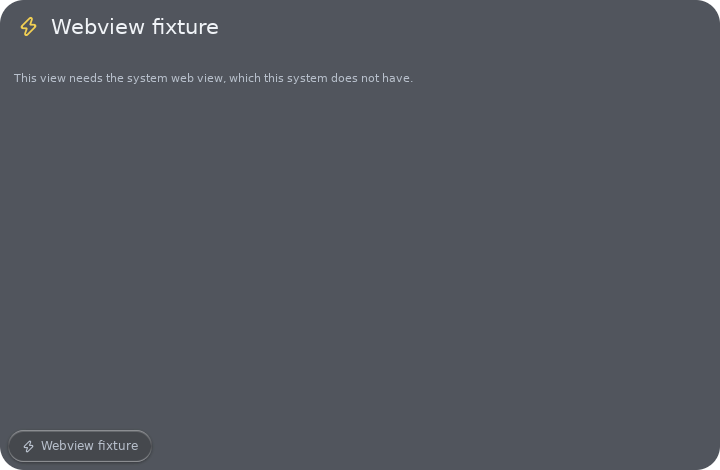 Webview fixture
This view needs the system web view, which this system does not have.
Webview fixture